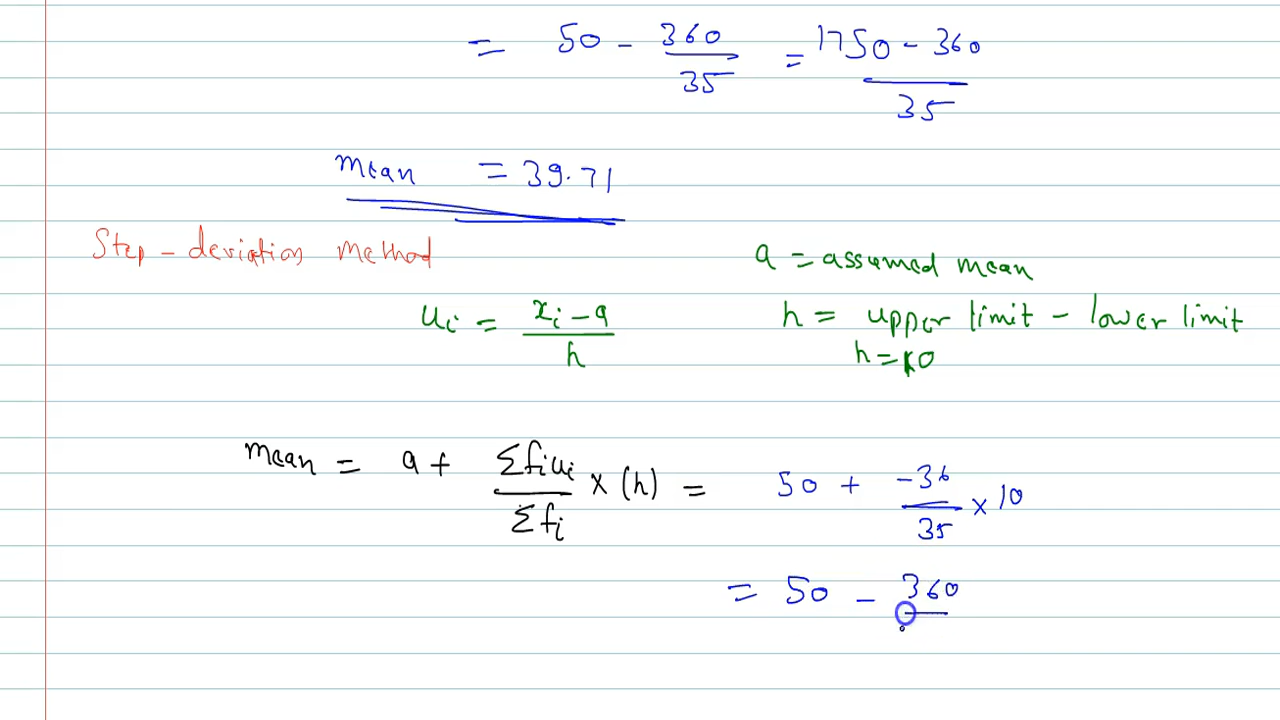 = 50 - 360/35 = 1750 - 360/35
mean = 39.71
Step-deviation method
a = assumed mean
ui = xi - a/h
h = upper limit - lower limit
h = 10
mean = a + Σfiui/Σfi × (h) = 50 + -36/35 × 10
= 50 - 360